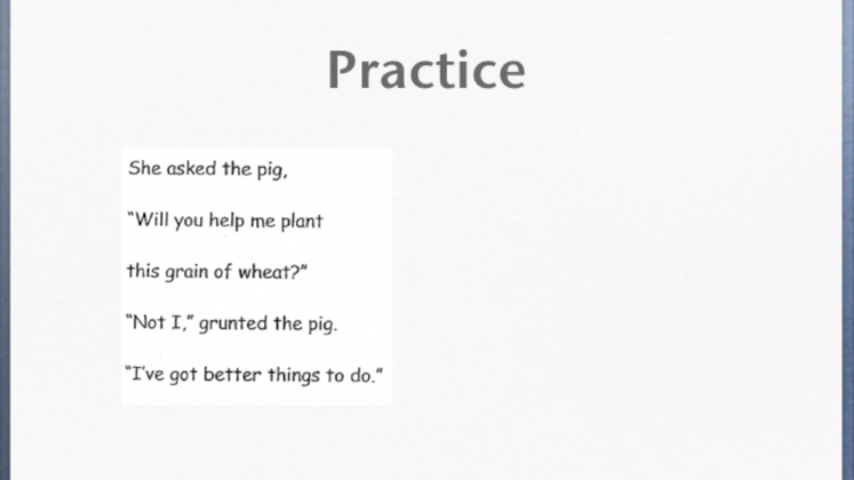 Practice
She asked the pig,
"Will you help me plant
this grain of wheat?"
"Not I," grunted the pig.
"I've got better things to do."